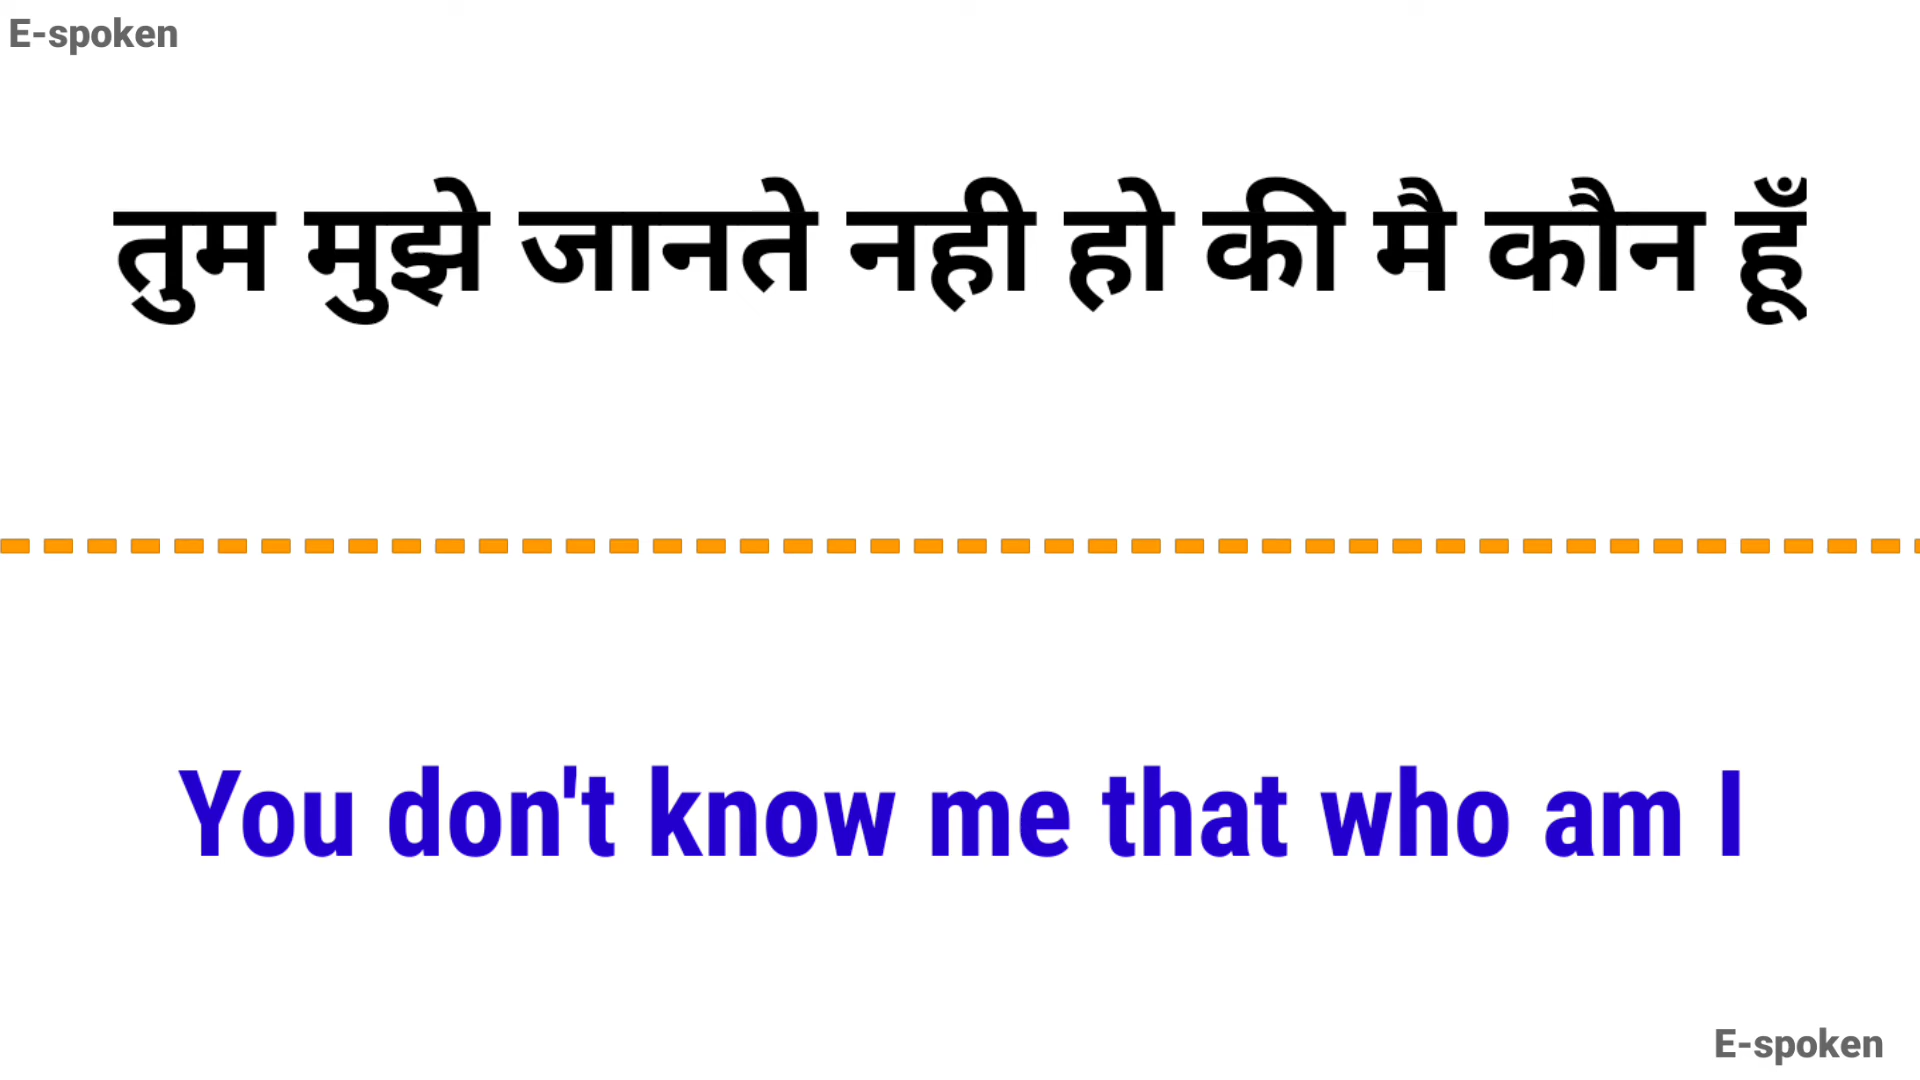 E-spoken
तुम मुझे जानते नही हो की मै कौन हूँ
You don't know me that who am I
E-spoken